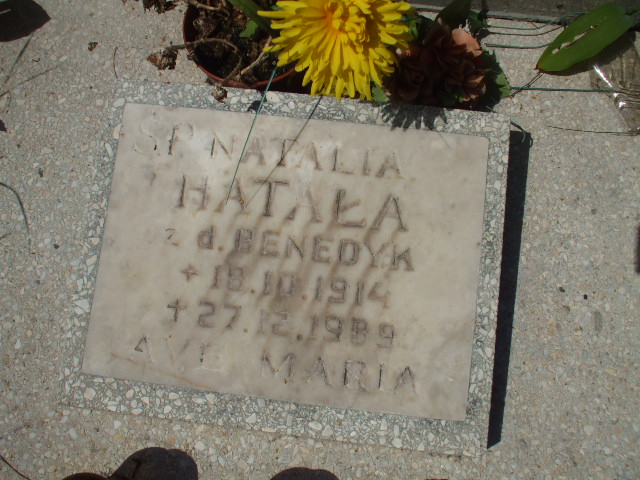 ŚP. NATALIA
HATAŁA
z d. BENEDYK
+ 18.10.1914
+ 27.12.1989
AVE MARIA